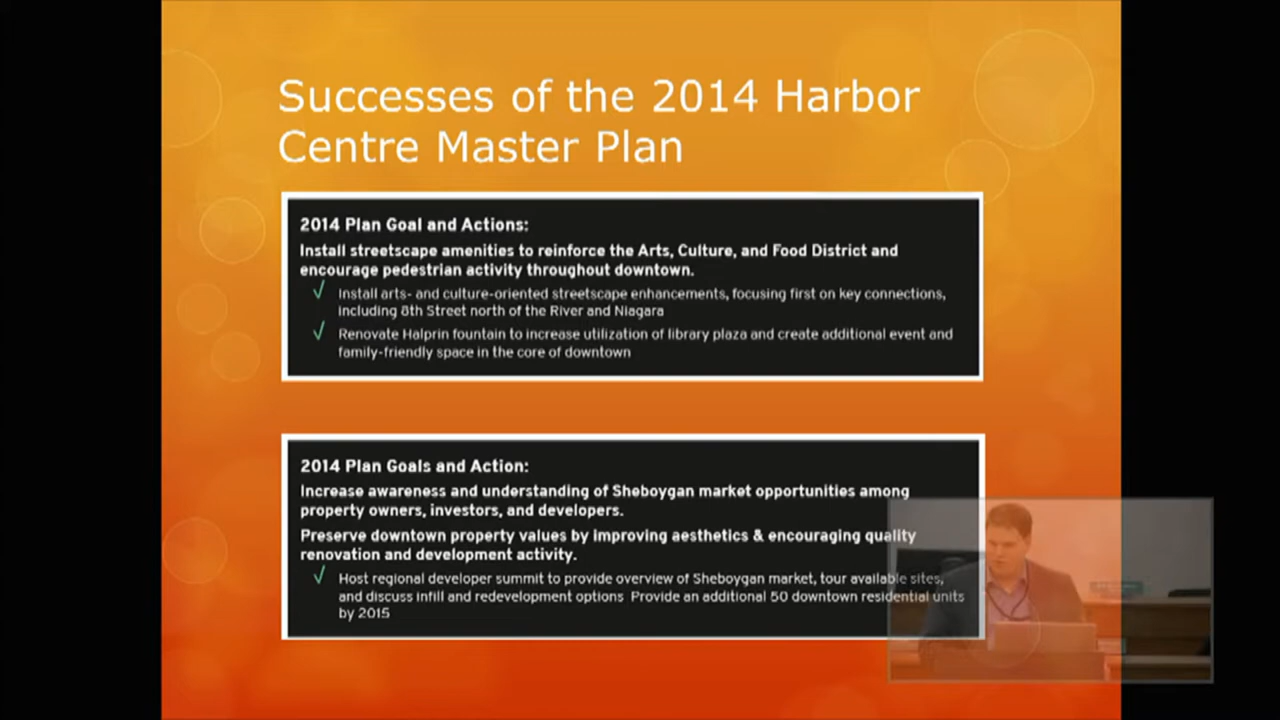 Successes of the 2014 Harbor
Centre Master Plan
2014 Plan Goal and Actions:
Install streetscape amenities to reinforce the Arts, Culture, and Food District and
encourage pedestrian activity throughout downtown.
√ Install arts- and culture-oriented streetscape enhancements, focusing first on key connections,
including 8th Street north of the River and Niagara
√ Renovate Halprin fountain to increase utilization of library plaza and create additional event and
family-friendly space in the core of downtown
2014 Plan Goals and Action:
Increase awareness and understanding of Sheboygan market opportunities among
property owners, investors, and developers.
Preserve downtown property values by improving aesthetics & encouraging quality
renovation and development activity.
√ Host regional developer summit to provide overview of Sheboygan market, tour available sites,
and discuss infill and redevelopment options Provide an additional 50 downtown residential units
by 2015